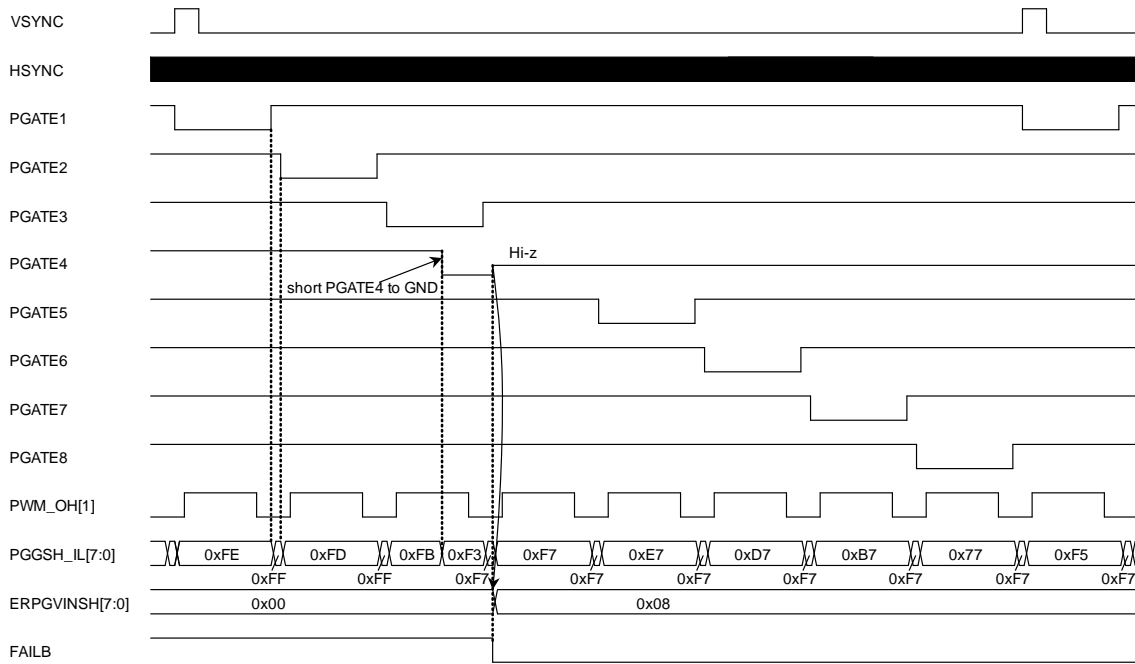 VSYNC
HSYNC
PGATE1
PGATE2
PGATE3
PGATE4
Hi-z
short PGATE4 to GND
PGATE5
PGATE6
PGATE7
PGATE8
PWM_OH[1]
PGGSH_IL[7:0] 0xFE 0xFD 0xFB 0xF3 0xF7 0xE7 0xD7 0xB7 0x77 0xF5
0xFF 0xFF 0xF7 0xF7 0xF7 0xF7 0xF7 0xF7 0xF7
ERPGVINSH[7:0] 0x00 0x08
FAILB